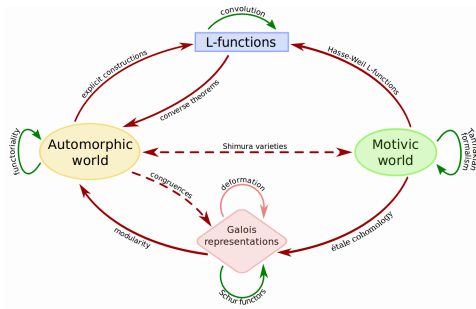 convolution
L-functions
explicit constructions
Hasse-Weil L-functions
converse theorems
functoriality
Automorphic
world
Shimura varieties
Motivic
world
Tannakian
formalism
congruences
deformation
Galois
representations
modularity
étale cohomology
Schur functors